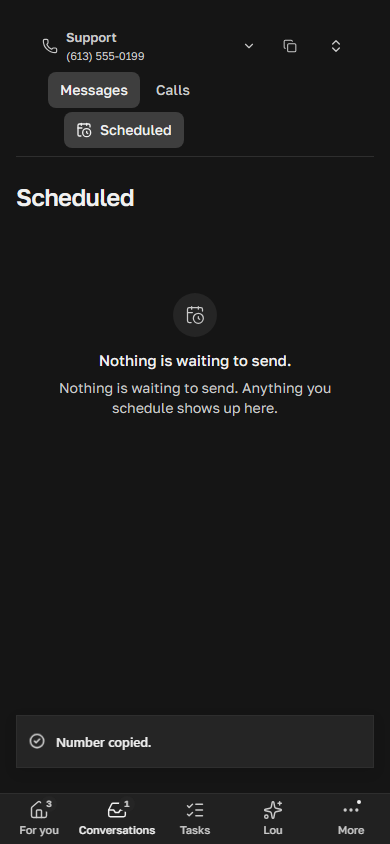 Support
(613) 555-0199
Messages Calls
Scheduled
Scheduled
Nothing is waiting to send.
Nothing is waiting to send. Anything you
schedule shows up here.
Number copied.
3 1
For you Conversations Tasks Lou More